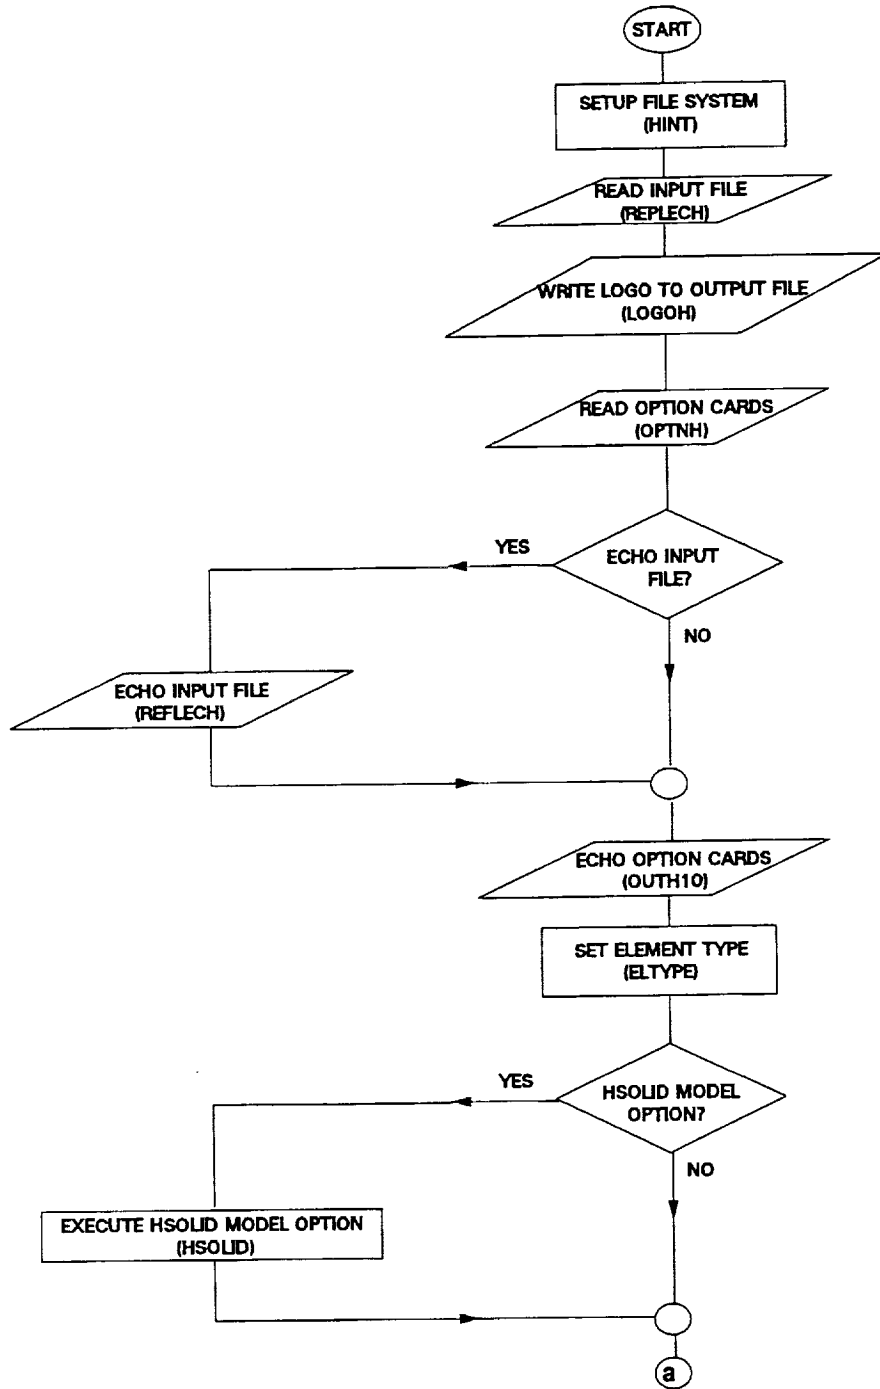 START
SETUP FILE SYSTEM
(HINT)
READ INPUT FILE
(REPLECH)
WRITE LOGO TO OUTPUT FILE
(LOGOH)
READ OPTION CARDS
(OPTNH)
YES
ECHO INPUT
FILE?
NO
ECHO INPUT FILE
(REFLECH)
ECHO OPTION CARDS
(OUTH10)
SET ELEMENT TYPE
(ELTYPE)
YES
HSOLID MODEL
OPTION?
NO
EXECUTE HSOLID MODEL OPTION
(HSOLID)
a